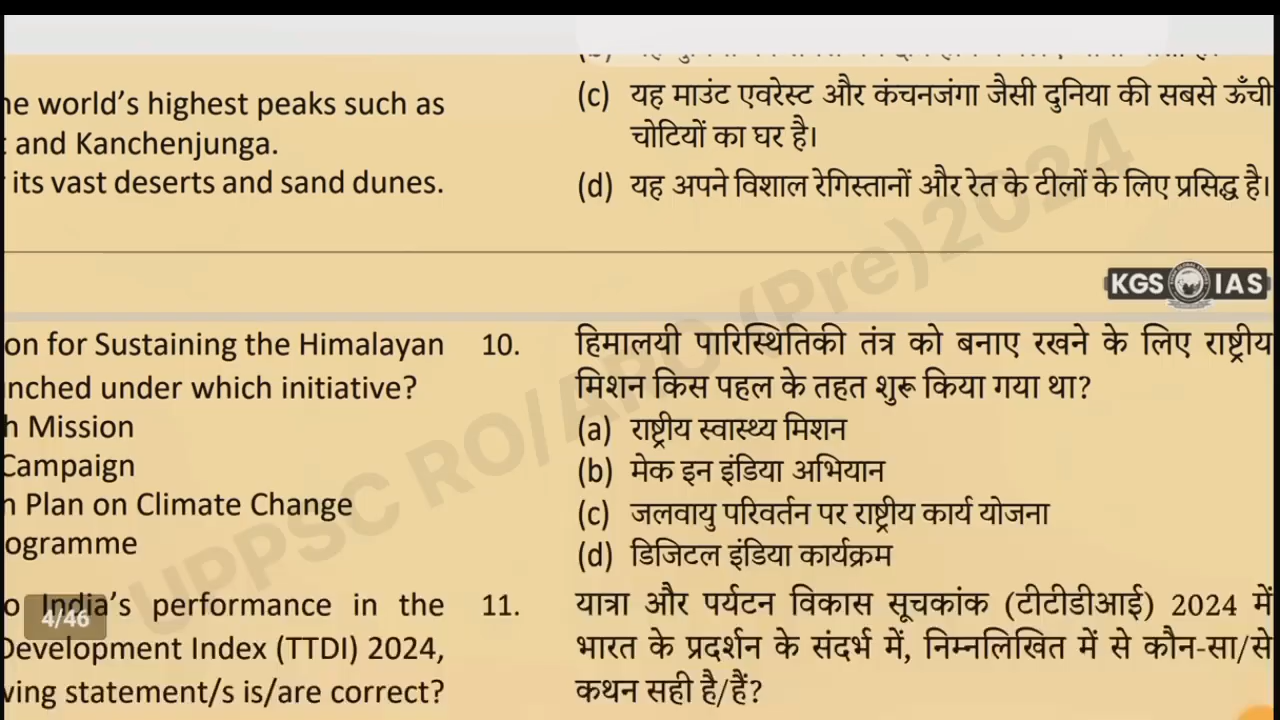 he world's highest peaks such as
and Kanchenjunga.
its vast deserts and sand dunes.
(c) यह माउंट एवरेस्ट और कंचनजंगा जैसी दुनिया की सबसे ऊँची
चोटियों का घर है।
(d) यह अपने विशाल रेगिस्तानों और रेत के टीलों के लिए प्रसिद्ध है।
KGS IAS
on for Sustaining the Himalayan
nched under which initiative?
h Mission
Campaign
n Plan on Climate Change
ogramme
10. हिमालयी पारिस्थितिकी तंत्र को बनाए रखने के लिए राष्ट्रीय
मिशन किस पहल के तहत शुरू किया गया था?
(a) राष्ट्रीय स्वास्थ्य मिशन
(b) मेक इन इंडिया अभियान
(c) जलवायु परिवर्तन पर राष्ट्रीय कार्य योजना
(d) डिजिटल इंडिया कार्यक्रम
o India's performance in the
Development Index (TTDI) 2024,
ving statement/s is/are correct?
11. यात्रा और पर्यटन विकास सूचकांक (टीटीडीआई) 2024 में
भारत के प्रदर्शन के संदर्भ में, निम्नलिखित में से कौन-सा/से
कथन सही है/हैं?
4/46
UPPSC RO/ARO (Pre) 2024